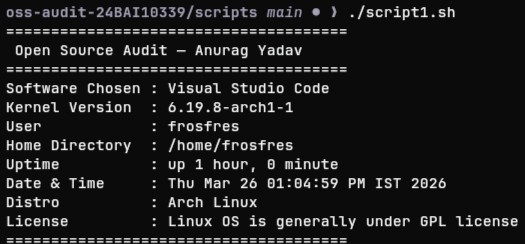 oss-audit-24BAI10339/scripts main ● ❯ ./script1.sh
=====================================
Open Source Audit — Anurag Yadav
=====================================
Software Chosen : Visual Studio Code
Kernel Version  : 6.19.8-arch1-1
User            : frosfres
Home Directory  : /home/frosfres
Uptime          : up 1 hour, 0 minute
Date & Time     : Thu Mar 26 01:04:59 PM IST 2026
Distro          : Arch Linux
License         : Linux OS is generally under GPL license
=====================================